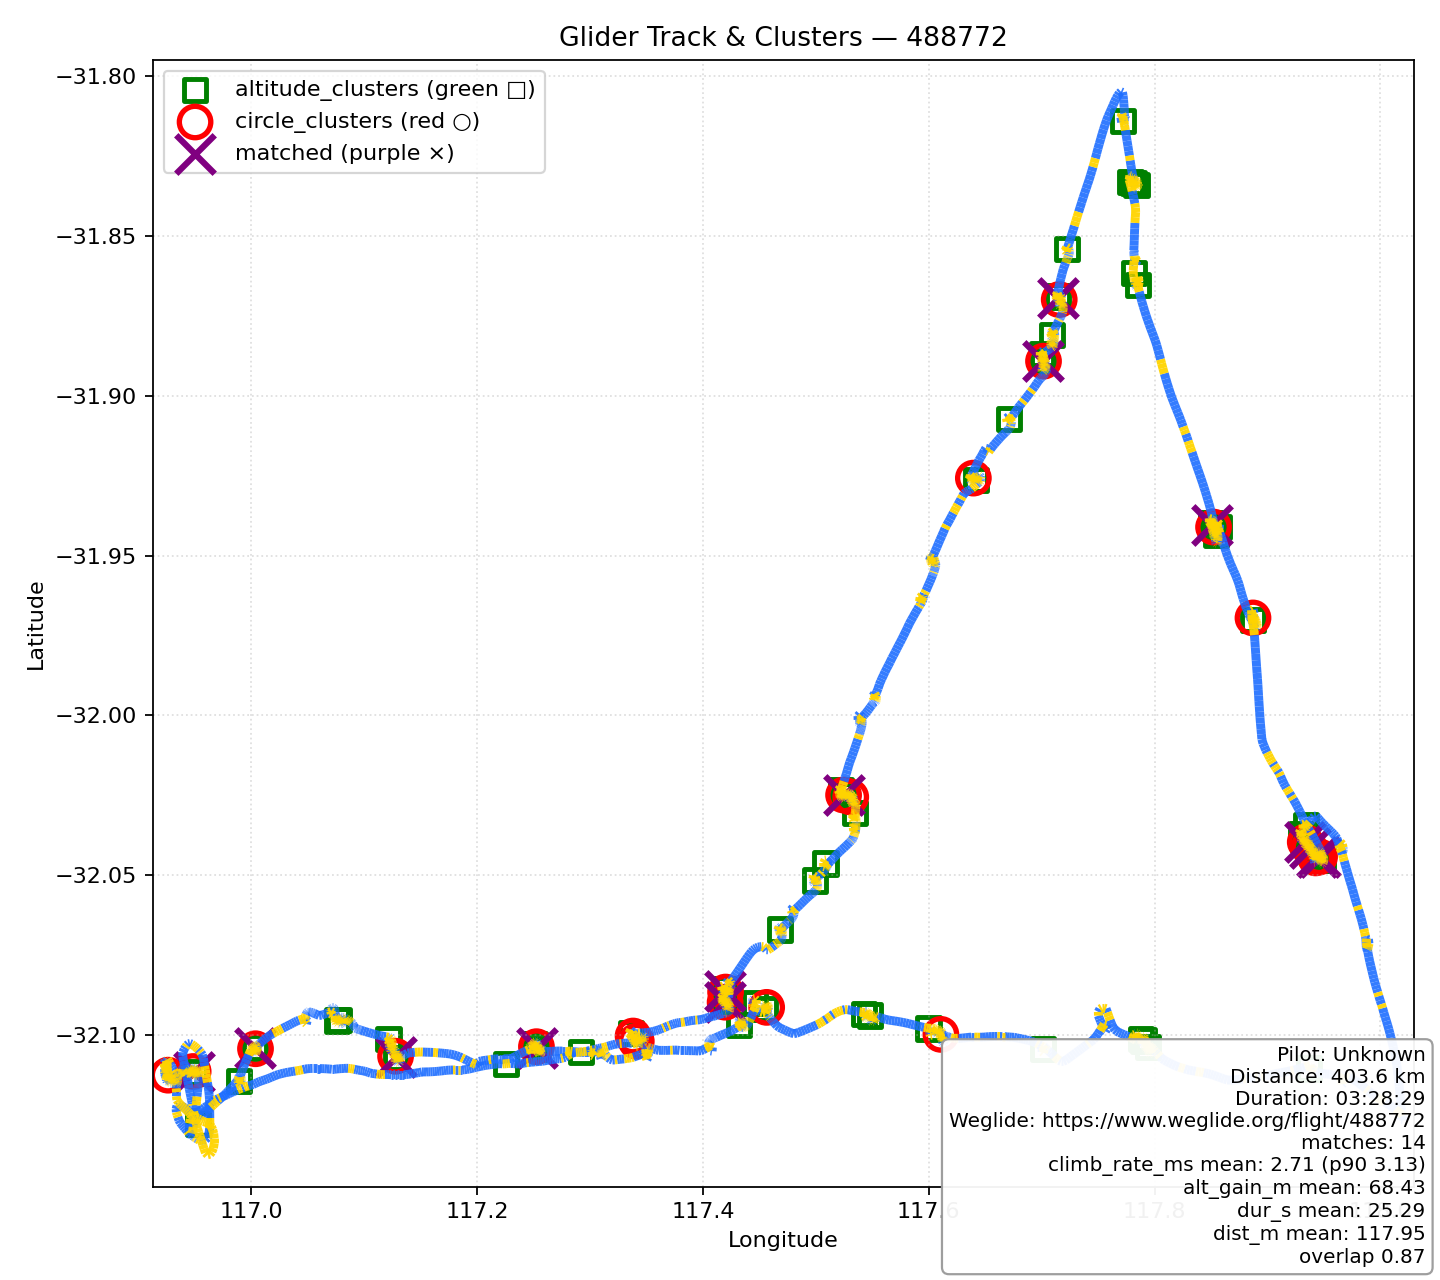 Glider Track & Clusters — 488772
altitude_clusters (green □)
circle_clusters (red ○)
matched (purple ×)
−31.80
−31.85
−31.90
−31.95
−32.00
−32.05
−32.10
Latitude
117.0
117.2
117.4
117.6
117.8
Longitude
Pilot: Unknown
Distance: 403.6 km
Duration: 03:28:29
Weglide: https://www.weglide.org/flight/488772
matches: 14
climb_rate_ms mean: 2.71 (p90 3.13)
alt_gain_m mean: 68.43
dur_s mean: 25.29
dist_m mean: 117.95
overlap 0.87